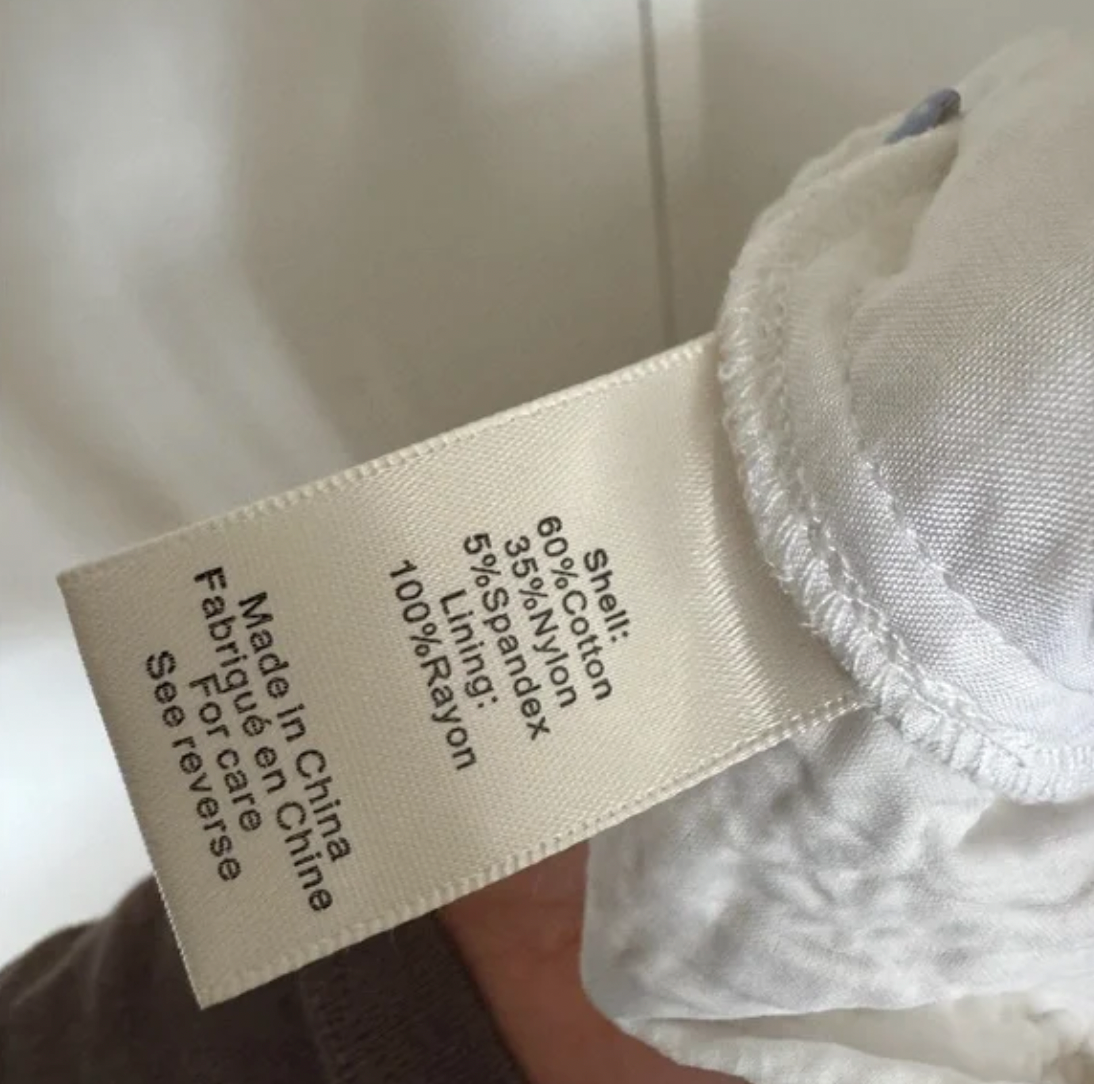 Shell:
60%Cotton
35%Nylon
5%Spandex
Lining:
100%Rayon
Made in China
Fabriqué en Chine
For care
See reverse